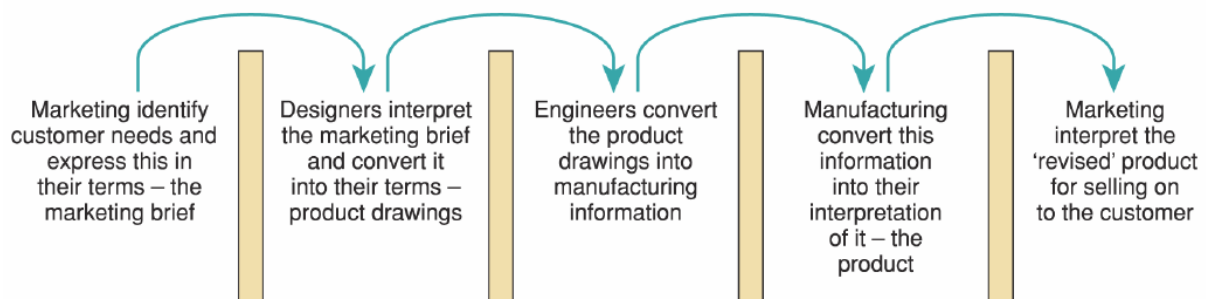 Marketing identify
customer needs and
express this in
their terms – the
marketing brief
Designers interpret
the marketing brief
and convert it
into their terms –
product drawings
Engineers convert
the product
drawings into
manufacturing
information
Manufacturing
convert this
information
into their
interpretation
of it – the
product
Marketing
interpret the
‘revised’ product
for selling on
to the customer